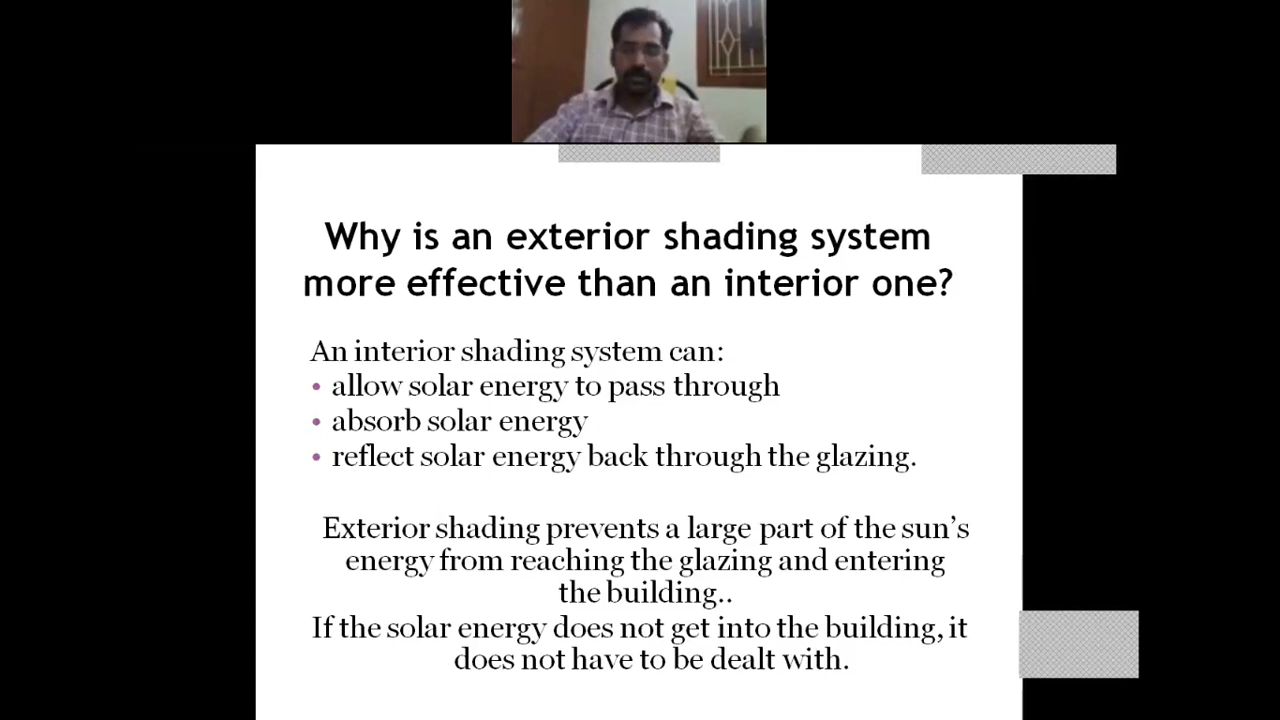 Why is an exterior shading system
more effective than an interior one?
An interior shading system can:
• allow solar energy to pass through
• absorb solar energy
• reflect solar energy back through the glazing.
Exterior shading prevents a large part of the sun’s
energy from reaching the glazing and entering
the building..
If the solar energy does not get into the building, it
does not have to be dealt with.